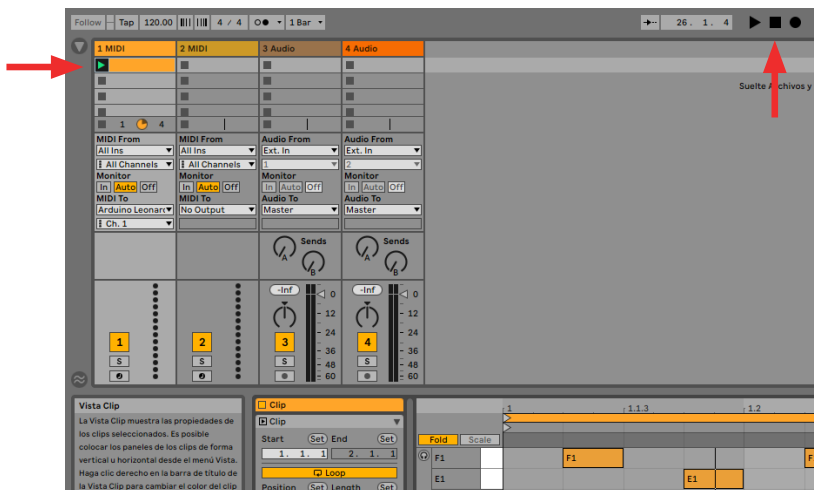 Follow Tap 120.00 4 / 4 1 Bar 26. 1. 4
1 MIDI 2 MIDI 3 Audio 4 Audio
Suelte Archivos y
1 4
MIDI From MIDI From Audio From Audio From
All Ins All Ins Ext. In Ext. In
All Channels All Channels 1 2
Monitor Monitor Monitor Monitor
In Auto Off In Auto Off In Auto Off In Auto Off
MIDI To MIDI To Audio To Audio To
Arduino Leonar No Output Master Master
Ch. 1
Sends Sends
A A
B B
-Inf 0 -Inf 0
12 12
24 24
1 2 3 4
36 36
S S S S
48 48
60 60
Vista Clip
La Vista Clip muestra las propiedades de
los clips seleccionados. Es posible
colocar los paneles de los clips de forma
vertical u horizontal desde el menú Vista.
Haga clic derecho en la barra de título de
la Vista Clip para cambiar el color del clip
Clip
Clip
Start Set End Set
1. 1. 1 2. 1. 1
Loop
Position Set Length Set
1 1.1.3 1.2
Fold Scale
F1 F1 F
E1 E1